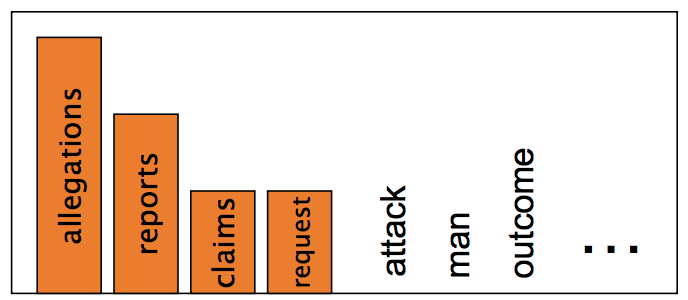 allegations
reports
claims
request
attack
man
outcome
...